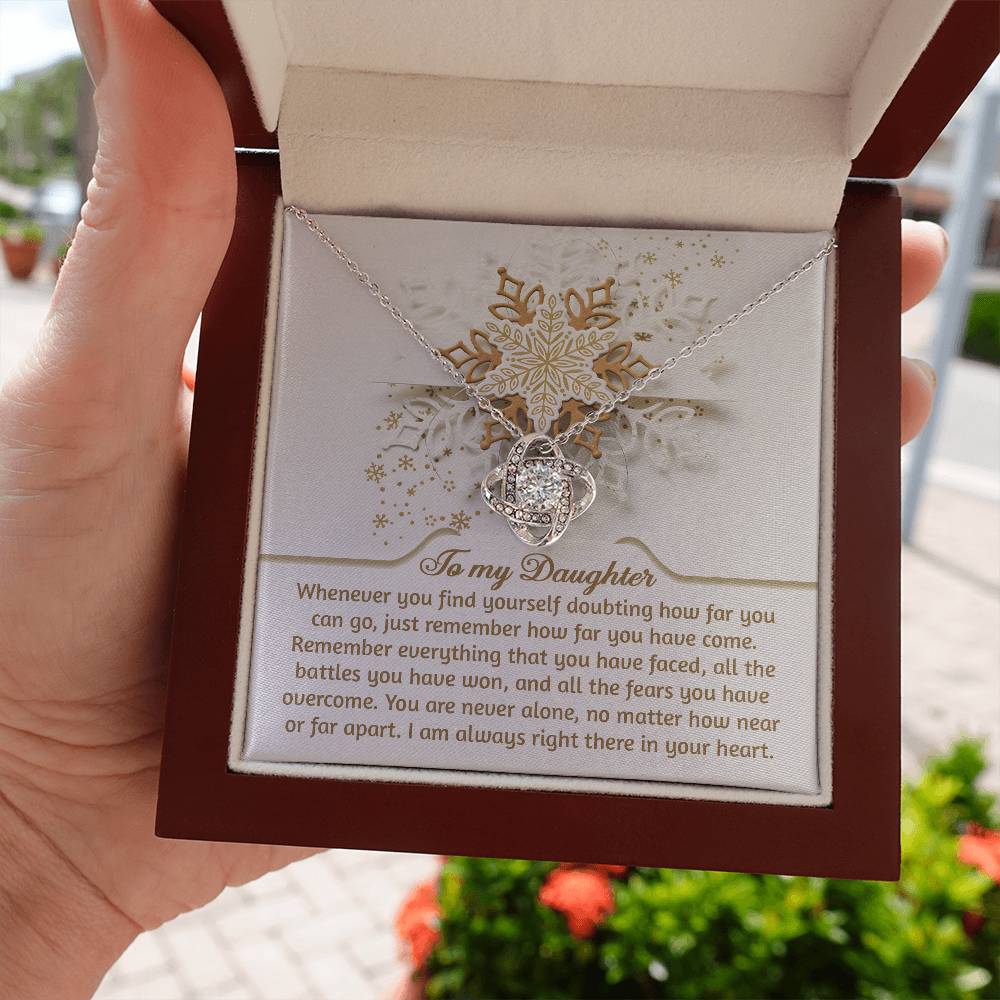 To my Daughter
Whenever you find yourself doubting how far you
can go, just remember how far you have come.
Remember everything that you have faced, all the
battles you have won, and all the fears you have
overcome. You are never alone, no matter how near
or far apart. I am always right there in your heart.